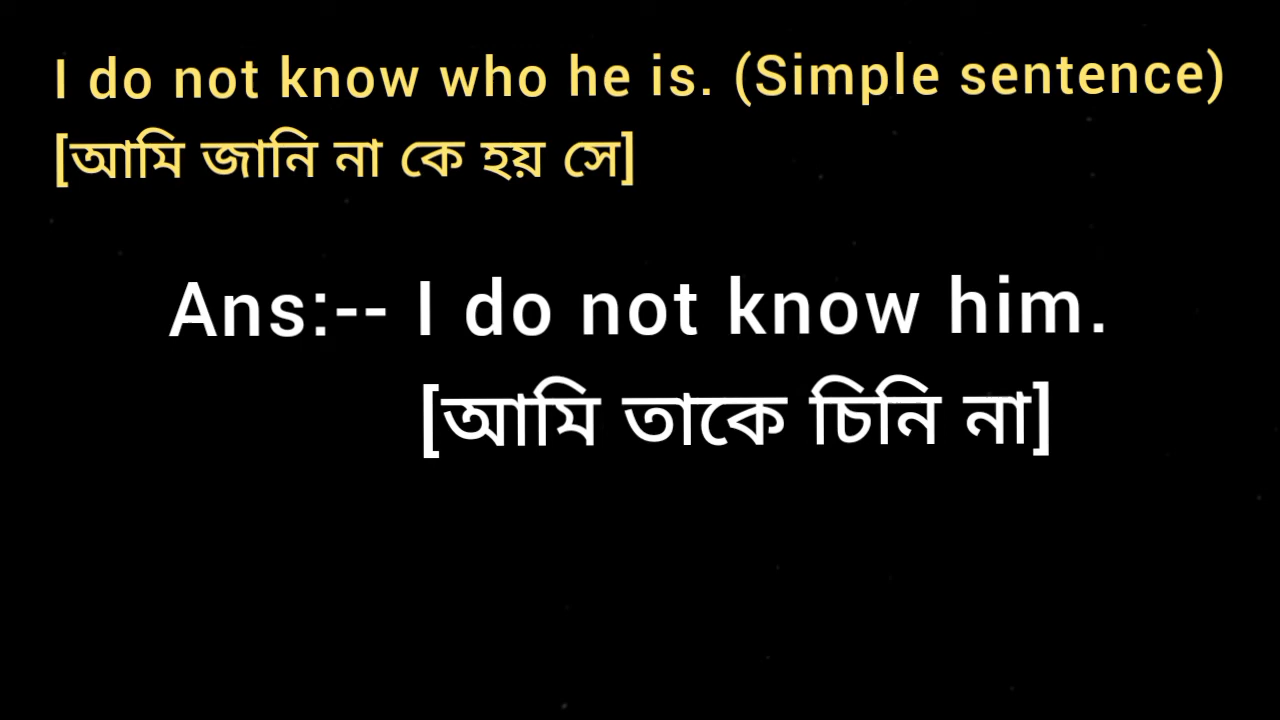 I do not know who he is. (Simple sentence)
[আমি জানি না কে হয় সে]
Ans:-- I do not know him.
[আমি তাকে চিনি না]